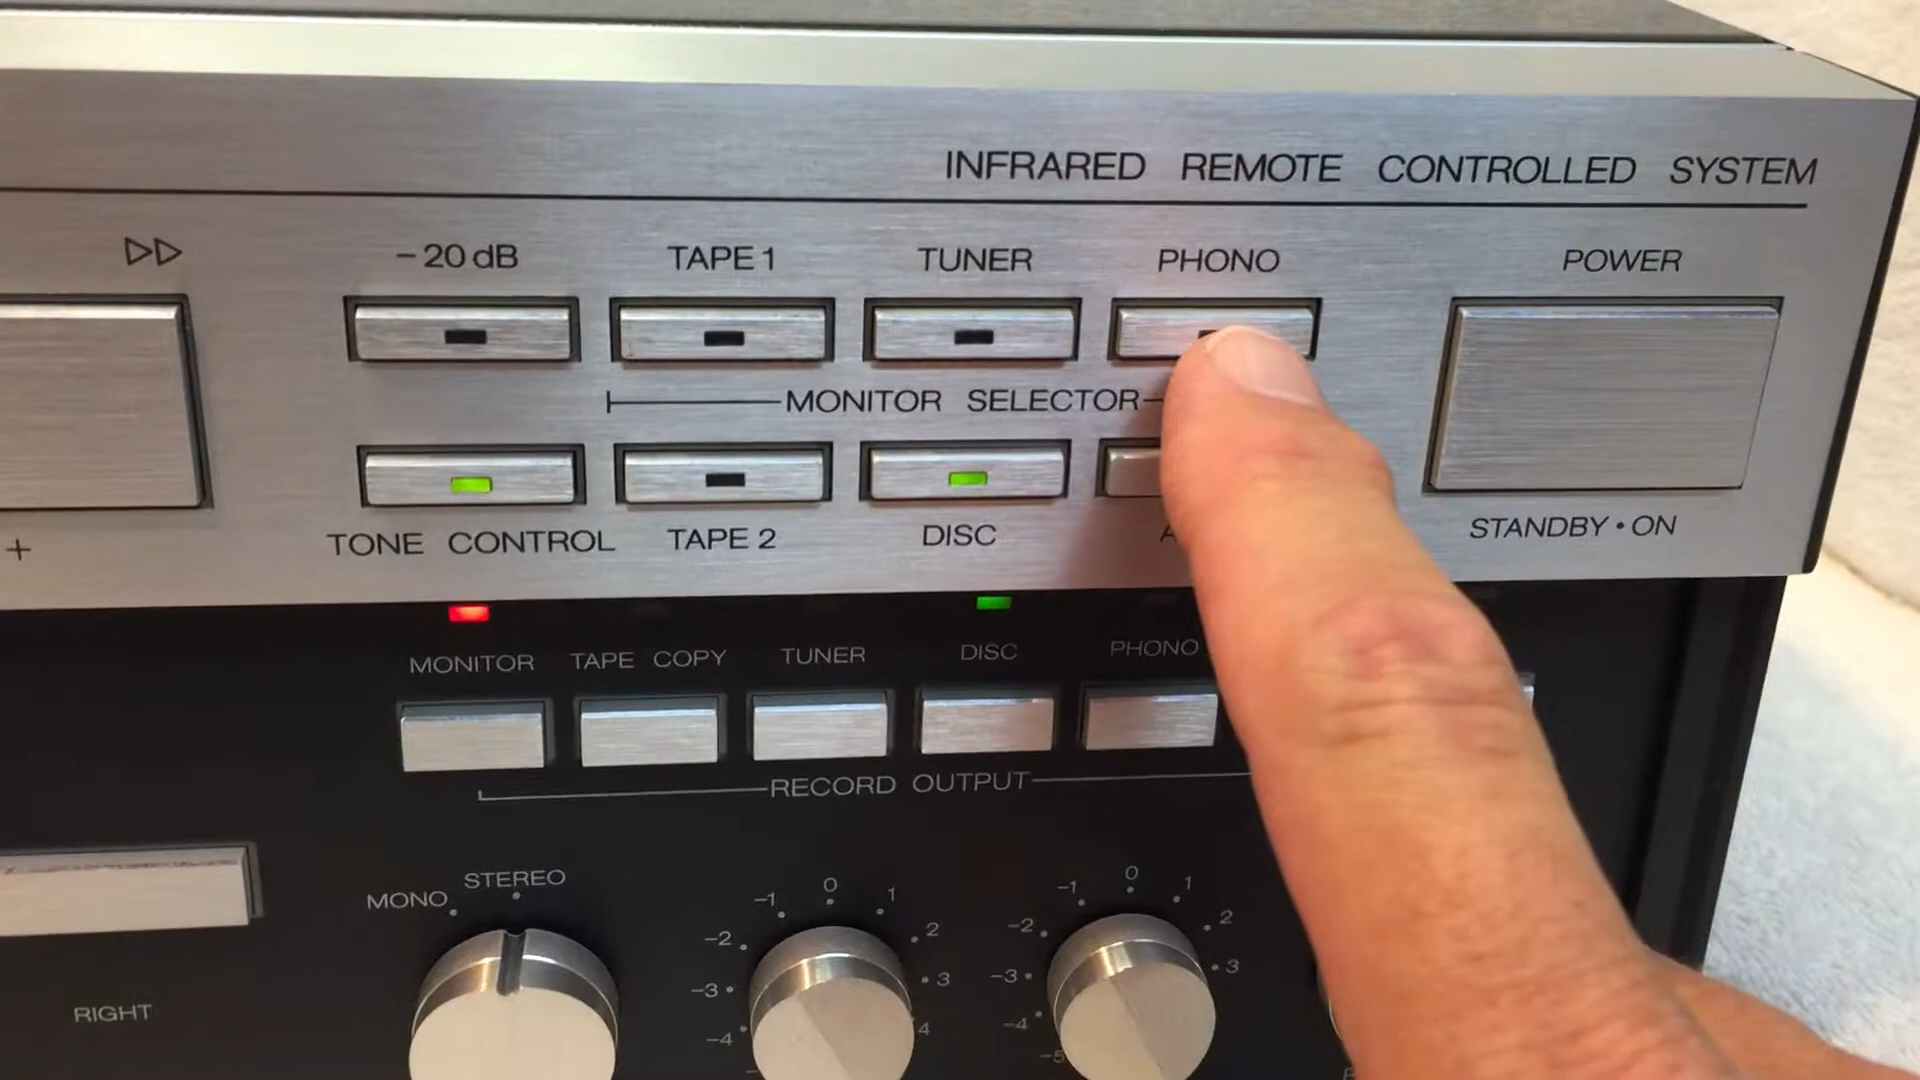 INFRARED REMOTE CONTROLLED SYSTEM
-20 dB TAPE 1 TUNER PHONO POWER
MONITOR SELECTOR
+ TONE CONTROL TAPE 2 DISC STANDBY • ON
MONITOR TAPE COPY TUNER DISC PHONO
RECORD OUTPUT
MONO STEREO
-1 0 1
-2 2
-3 3
-4 4
-1 0 1
-2 2
-3 3
-4
-5
RIGHT